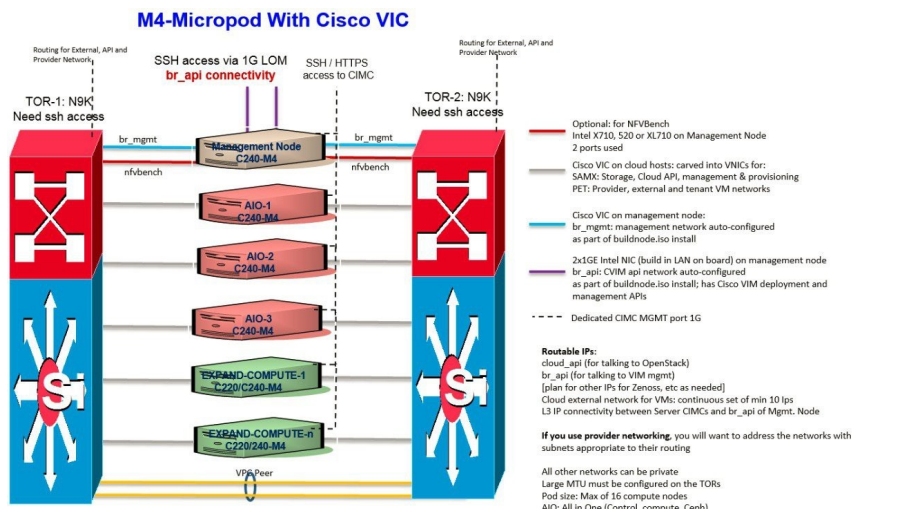 M4-Micropod With Cisco VIC
Routing for External, API and
Provider Network
SSH access via 1G LOM
br_api connectivity
SSH / HTTPS
access to CIMC
Routing for External, API and
Provider Network
TOR-1: N9K
Need ssh access
TOR-2: N9K
Need ssh access
br_mgmt
nfvbench
Management Node
C240-M4
br_mgmt
nfvbench
AIO-1
C240-M4
AIO-2
C240-M4
AIO-3
C240-M4
EXPAND-COMPUTE-1
C220/C240-M4
EXPAND-COMPUTE-n
C220/240-M4
VPC Peer
Si
Si
Optional: for NFVBench
Intel X710, 520 or XL710 on Management Node
2 ports used
Cisco VIC on cloud hosts: carved into VNICs for:
SAMX: Storage, Cloud API, management & provisioning
PET: Provider, external and tenant VM networks
Cisco VIC on management node:
br_mgmt: management network auto-configured
as part of buildnode.iso install
2x1GE Intel NIC (build in LAN on board) on management node
br_api: CVIM api network auto-configured
as part of buildnode.iso install; has Cisco VIM deployment and
management APIs
Dedicated CIMC MGMT port 1G
Routable IPs:
cloud_api (for talking to OpenStack)
br_api (for talking to VIM mgmt)
[plan for other IPs for Zenoss, etc as needed]
Cloud external network for VMs: continuous set of min 10 Ips
L3 IP connectivity between Server CIMCs and br_api of Mgmt. Node
If you use provider networking, you will want to address the networks with
subnets appropriate to their routing
All other networks can be private
Large MTU must be configured on the TORs
Pod size: Max of 16 compute nodes
AIO: All in One (Control, compute, Ceph)